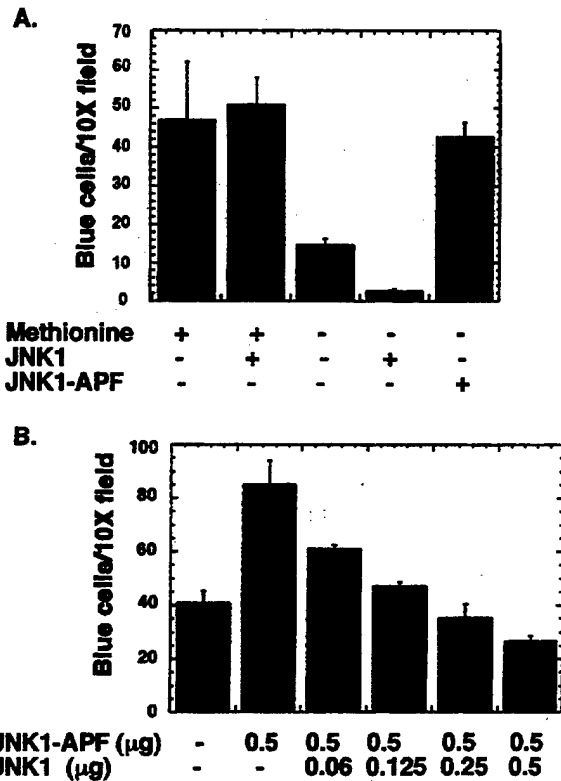 A.
Blue cells/10X field
70
60
50
40
30
20
10
0
Methionine + + - - -
JNK1 - + - + -
JNK1-APF - - - - +
B.
Blue cells/10X field
100
80
60
40
20
0
JNK1-APF (μg) - 0.5 0.5 0.5 0.5 0.5
JNK1 (μg) - - 0.06 0.125 0.25 0.5